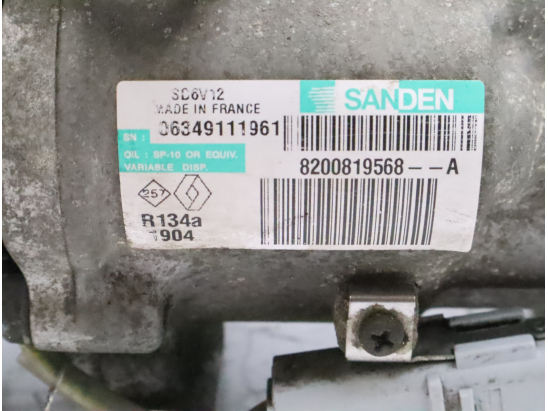 SD6V12
MADE IN FRANCE
SANDEN
SN : 06349111961
OIL : SP-10 OR EQUIV.
VARIABLE DISP.
8200819568--A
257
R134a
1904